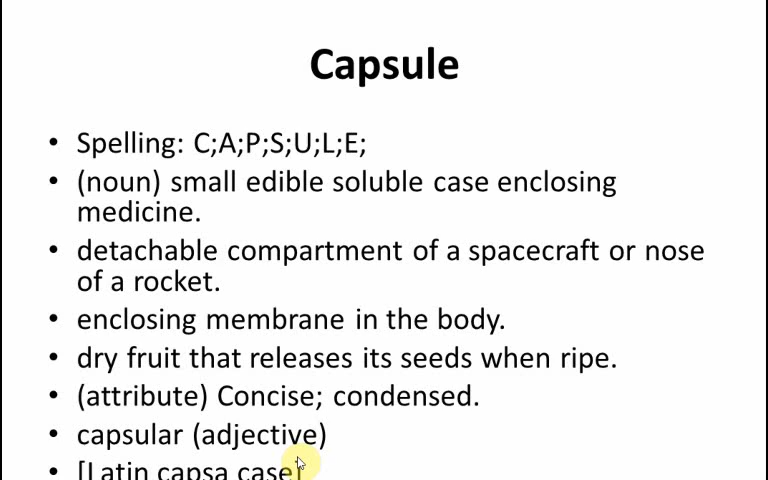 Capsule
• Spelling: C;A;P;S;U;L;E;
• (noun) small edible soluble case enclosing
medicine.
• detachable compartment of a spacecraft or nose
of a rocket.
• enclosing membrane in the body.
• dry fruit that releases its seeds when ripe.
• (attribute) Concise; condensed.
• capsular (adjective)
• [Latin capsa case]